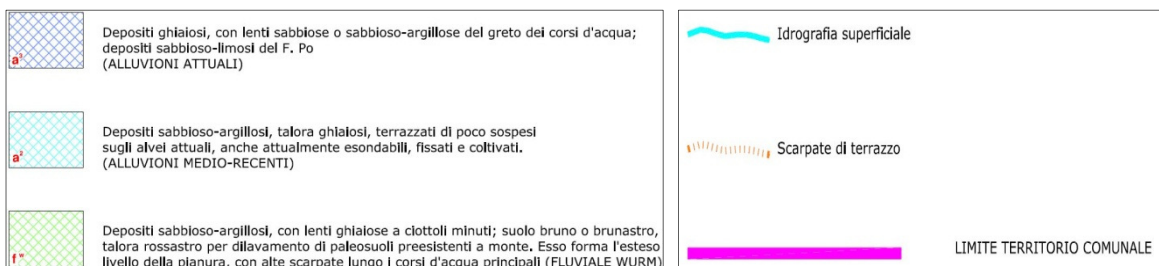 a³
Depositi ghiaiosi, con lenti sabbiose o sabbioso-argillose del greto dei corsi d'acqua;
depositi sabbioso-limosi del F. Po
(ALLUVIONI ATTUALI)
a²
Depositi sabbioso-argillosi, talora ghiaiosi, terrazzati di poco sospesi
sugli alvei attuali, anche attualmente esondabili, fissati e coltivati.
(ALLUVIONI MEDIO-RECENTI)
f w
Depositi sabbioso-argillosi, con lenti ghiaiose a ciottoli minuti; suolo bruno o brunastro,
talora rossastro per dilavamento di paleosuoli preesistenti a monte. Esso forma l'esteso
livello della pianura, con alte scarpate lungo i corsi d'acqua principali (FLUVIALE WURM)
Idrografia superficiale
Scarpate di terrazzo
LIMITE TERRITORIO COMUNALE